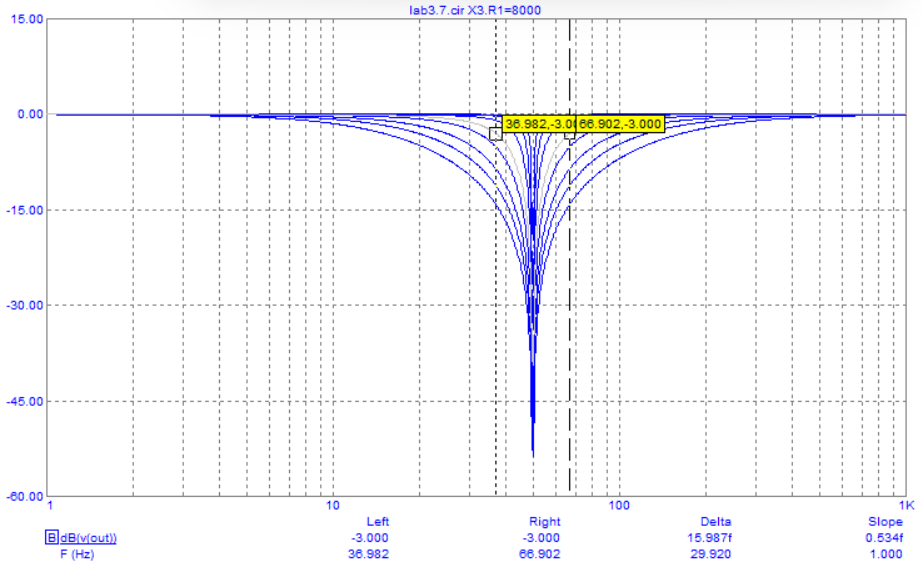 lab3.7.cir X3.R1=8000
15.00
0.00
36.982,-3.0 66.902,-3.000
-15.00
-30.00
-45.00
-60.00
1 10 100 1K
Left Right Delta Slope
B dB(v(out)) -3.000 -3.000 15.987f 0.534f
F (Hz) 36.982 66.902 29.920 1.000